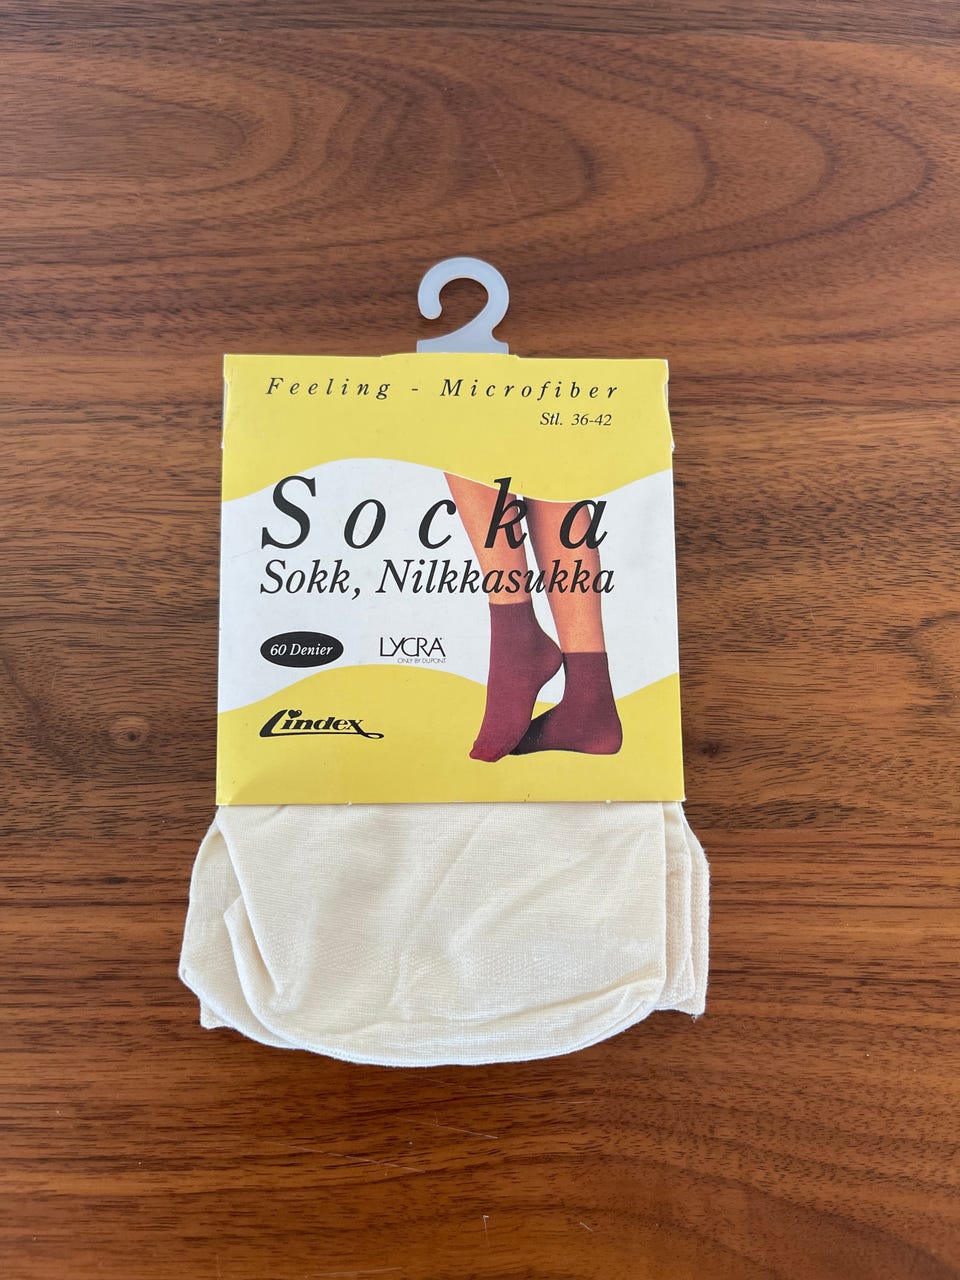 Feeling - Microfiber
Stl. 36-42
Socka
Sokk, Nilkkasukka
60 Denier
LYCRA
ONLY BY DUPONT
Lindex